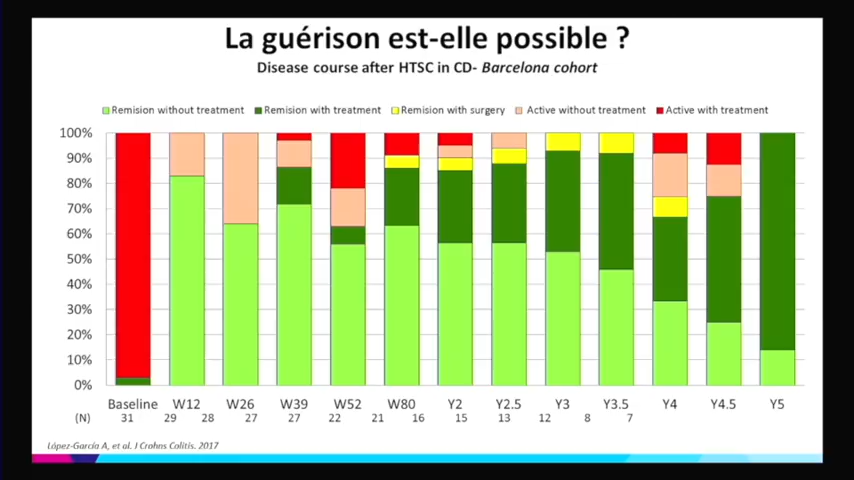 La guérison est-elle possible ?
Disease course after HTSC in CD- Barcelona cohort
Remision without treatment Remision with treatment Remision with surgery Active without treatment Active with treatment
100%
90%
80%
70%
60%
50%
40%
30%
20%
10%
0%
Baseline W12 W26 W39 W52 W80 Y2 Y2.5 Y3 Y3.5 Y4 Y4.5 Y5
(N) 31 29 28 27 27 22 21 16 15 13 12 8 7
López-García A, et al. J Crohns Colitis. 2017